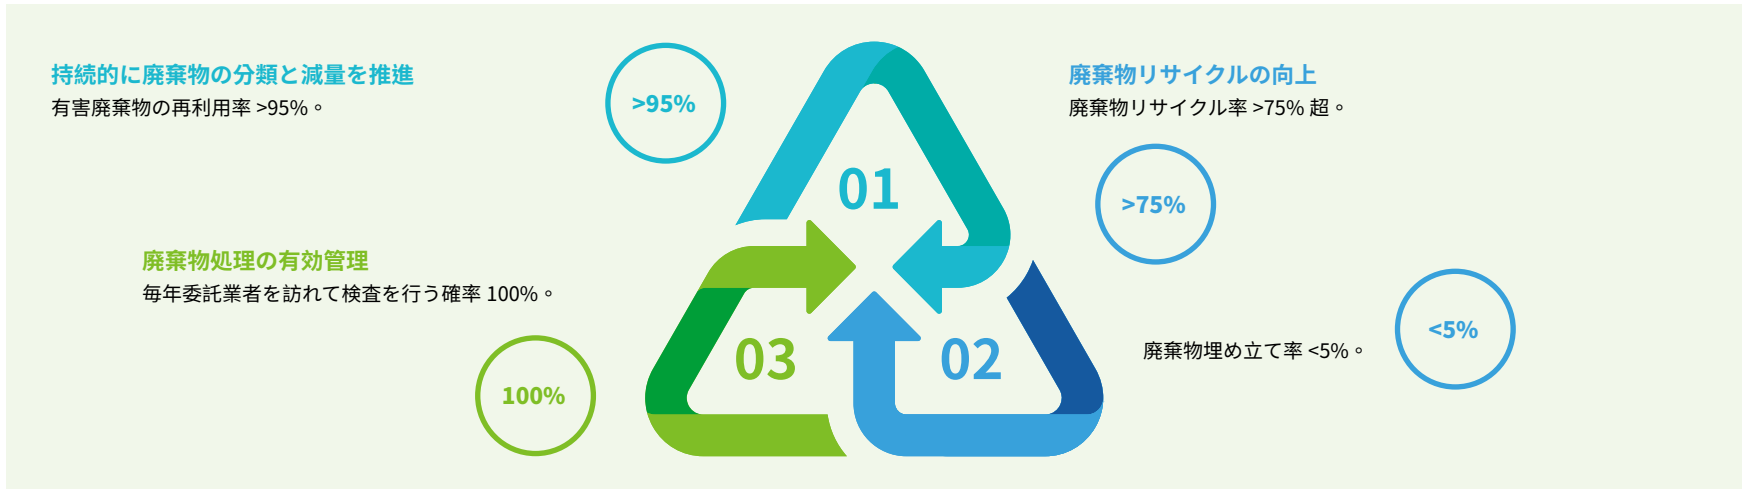 持続的に廃棄物の分類と減量を推進
有害廃棄物の再利用率 >95%。
>95%
01
廃棄物リサイクルの向上
廃棄物リサイクル率 >75% 超。
>75%
廃棄物埋め立て率 <5%。
<5%
02
廃棄物処理の有効管理
毎年委託業者を訪れて検査を行う確率 100%。
100%
03